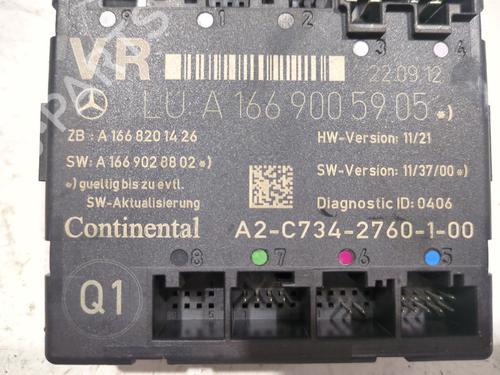 9 1 2
3 4
VR
22.09.12
LU: A 166 900 59 05 *)
ZB : A 166 820 14 26
HW-Version: 11/21
SW: A 166 902 88 02 *)
SW-Version: 11/37/00 *)
*) gueltig bis zu evtl.
SW-Aktualisierung
Diagnostic ID: 0406
Continental
A2-C734-2760-1-00
8 7 6 5
Q1